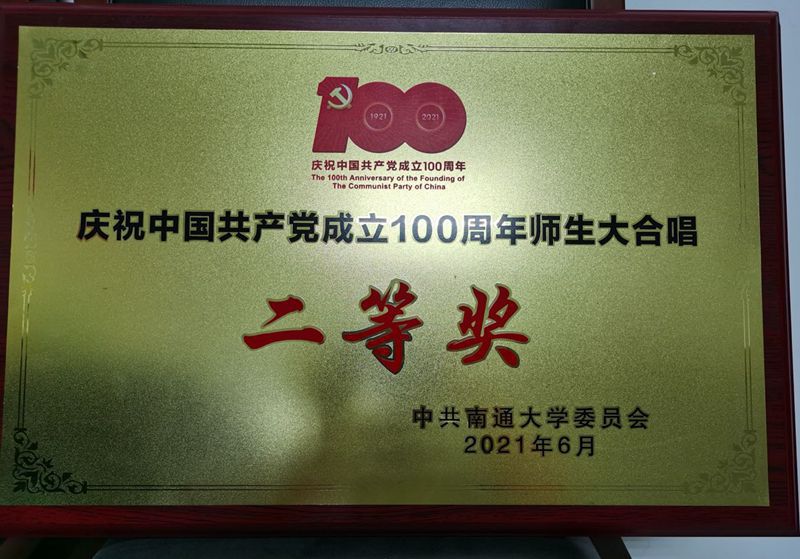 1921
2021
庆祝中国共产党成立100周年
The 100th Anniversary of the Founding of
The Communist Party of China
庆祝中国共产党成立100周年师生大合唱
二等奖
中共南通大学委员会
2021年6月